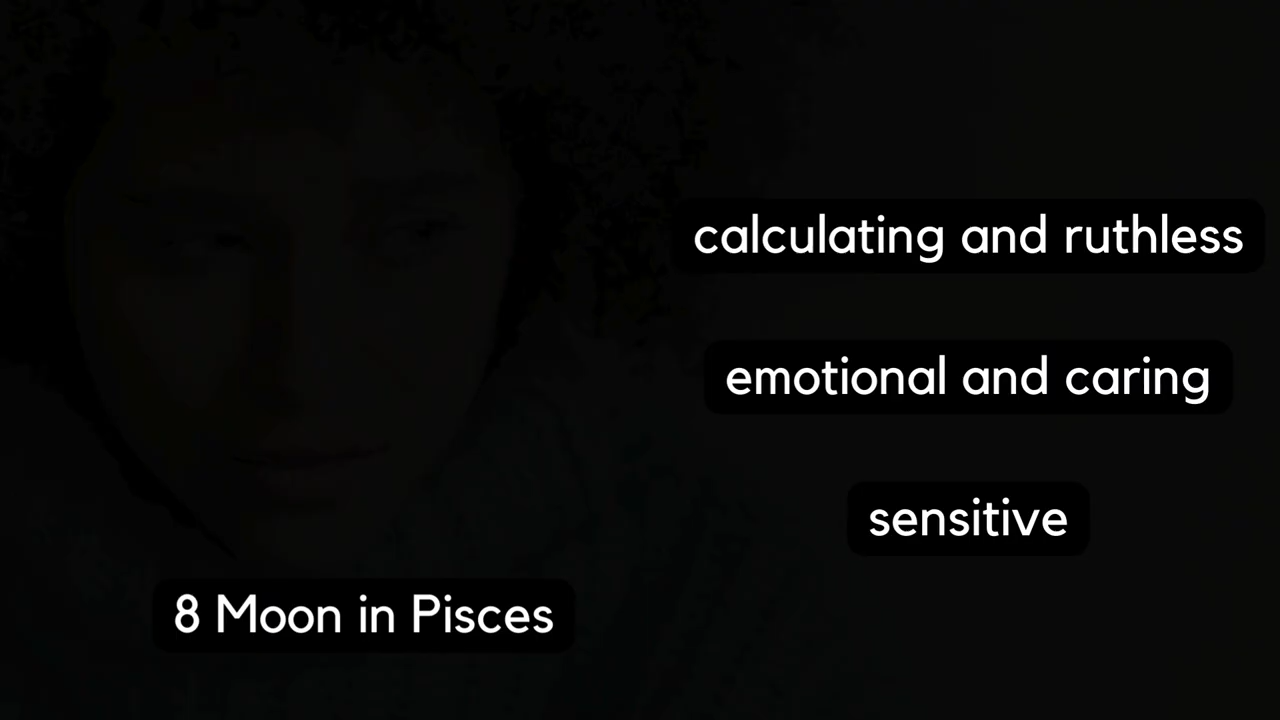 calculating and ruthless
emotional and caring
sensitive
8 Moon in Pisces